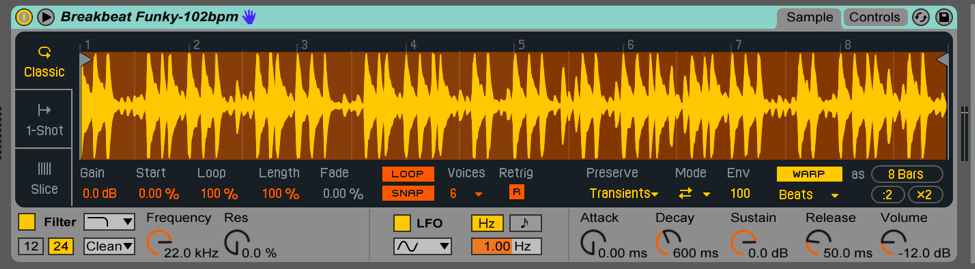 Breakbeat Funky-102bpm Sample Controls
1 2 3 4 5 6 7 8
Classic
1-Shot
Slice
Gain Start Loop Length Fade LOOP Voices Retrig Preserve Mode Env WARP as 8 Bars
0.0 dB 0.00 % 100 % 100 % 0.00 % SNAP 6 R Transients 100 Beats :2 ×2
Filter Frequency Res LFO Hz Attack Decay Sustain Release Volume
12 24 Clean 22.0 kHz 0.0 % 1.00 Hz 0.00 ms 600 ms 0.0 dB 50.0 ms -12.0 dB